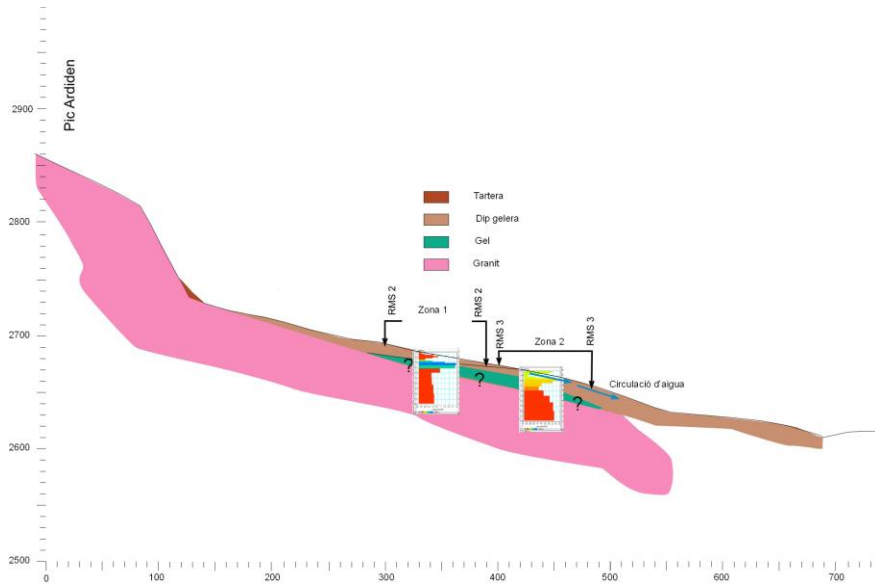 Pic Ardiden
2900
2800
2700
2600
2500
Tartera
Dip gelera
Gel
Granit
RMS 2
Zona 1
RMS 2
RMS 3
Zona 2
RMS 3
?
?
?
Circulació d'aigua
0
100
200
300
400
500
600
700